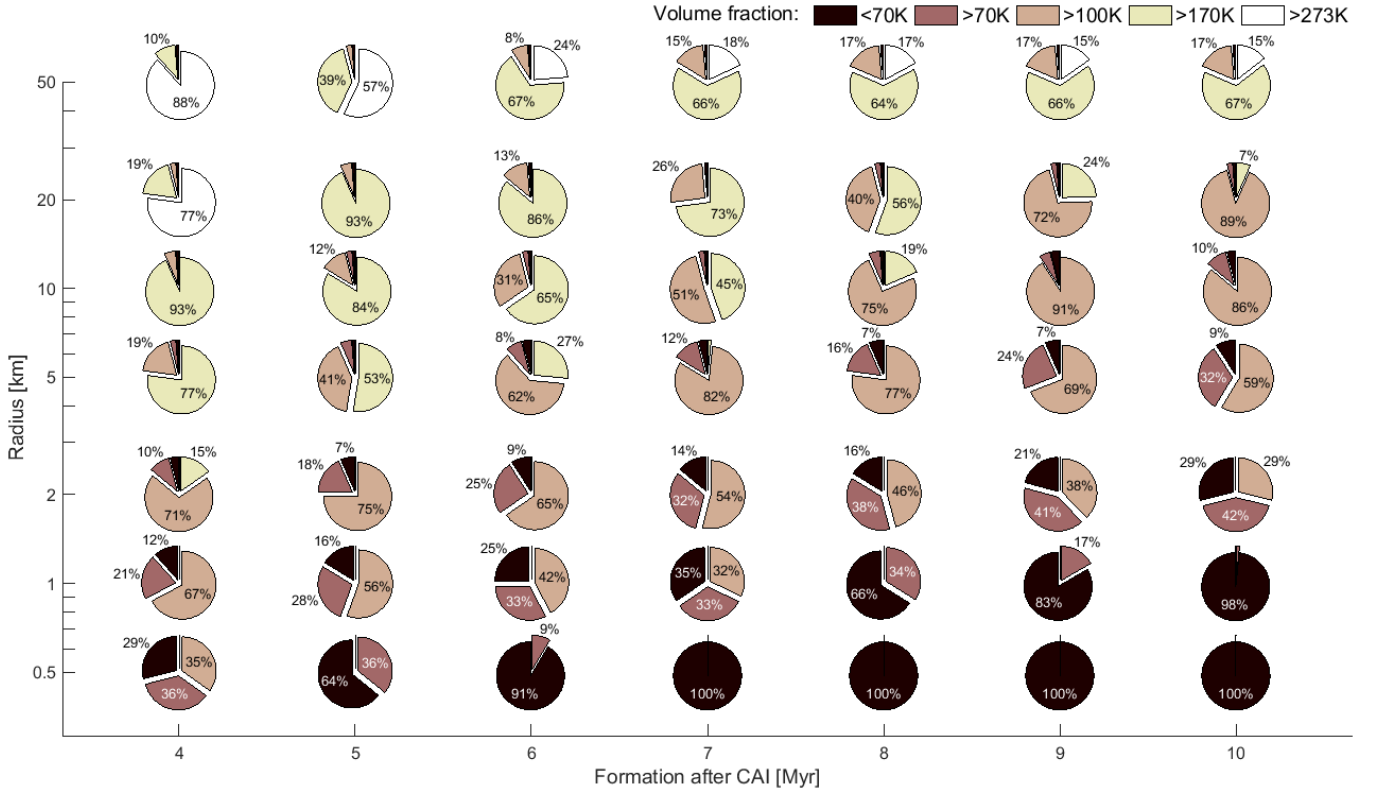 Volume fraction: <70K >70K >100K >170K >273K
10% 8% 24% 15% 18% 17% 17% 17% 15% 17% 15%
50 88% 39% 57% 67% 66% 64% 66% 67%
19% 13% 26% 24% 7%
20 77% 93% 86% 73% 40% 56% 72% 89%
12% 19% 10%
10 93% 84% 31% 65% 51% 45% 75% 91% 86%
19% 8% 27% 12% 16% 7% 24% 7% 9%
5 77% 41% 53% 62% 82% 77% 69% 32% 59%
Radius [km]
10% 15% 18% 7% 25% 9% 14% 16% 21% 29% 29%
2 71% 75% 65% 32% 54% 38% 46% 41% 38% 42%
12% 16% 25% 17%
1 21% 67% 28% 56% 33% 42% 35% 33% 32% 66% 34% 83% 98%
29% 9%
0.5 36% 35% 64% 36% 91% 100% 100% 100% 100%
4 5 6 7 8 9 10
Formation after CAI [Myr]